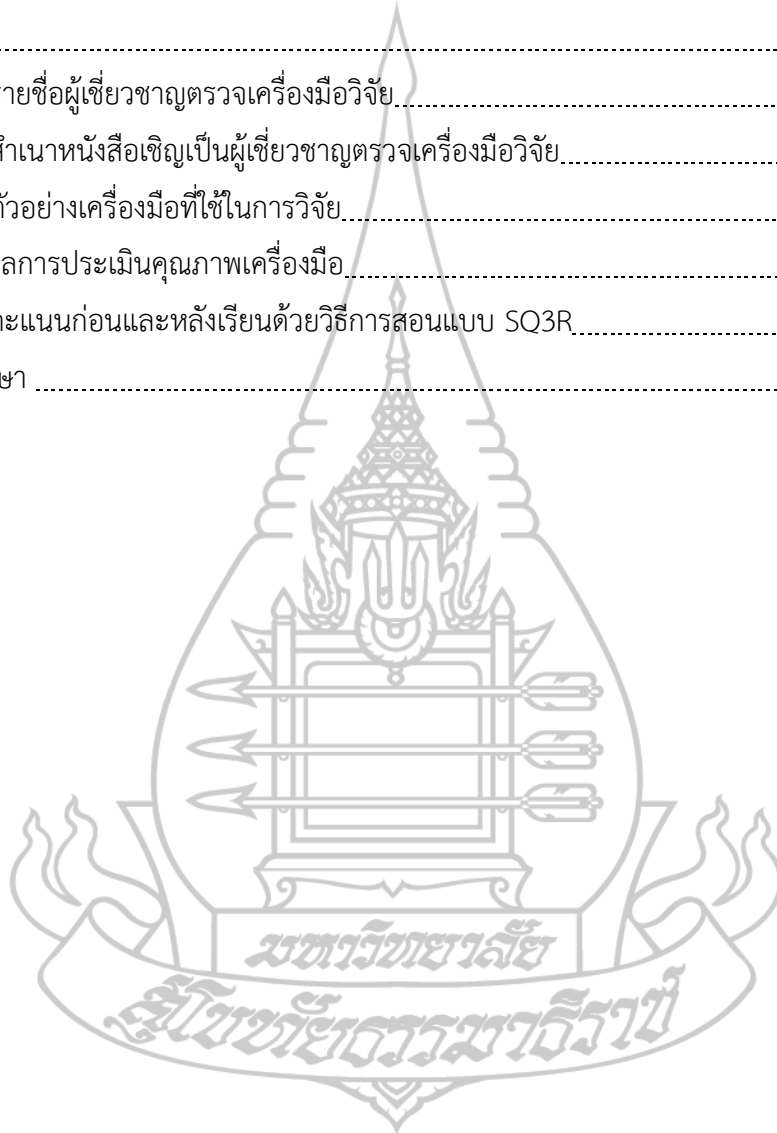 รายชื่อผู้เชี่ยวชาญตรวจเครื่องมือวิจัย
สำเนาหนังสือเชิญเป็นผู้เชี่ยวชาญตรวจเครื่องมือวิจัย
ตัวอย่างเครื่องมือที่ใช้ในการวิจัย
ผลการประเมินคุณภาพเครื่องมือ
คะแนนก่อนและหลังเรียนด้วยวิธีการสอนแบบ SQ3R
มหาวิทยาลัย
สุโขทัยธรรมาธิราช